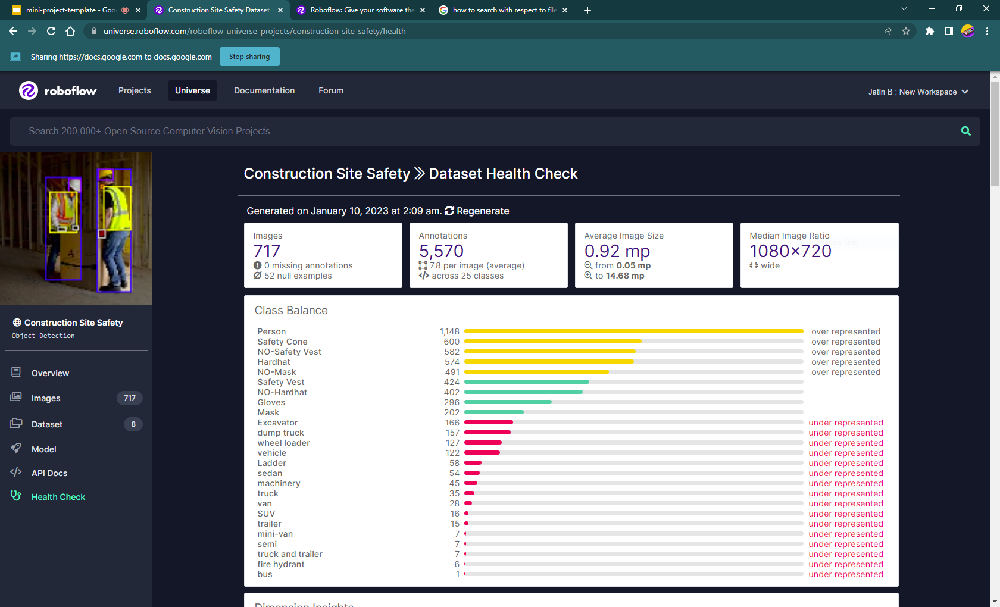 mini-project-template - Goo
Construction Site Safety Dataset
Roboflow: Give your software the
how to search with respect to file
universe.roboflow.com/roboflow-universe-projects/construction-site-safety/health
Sharing https://docs.google.com to docs.google.com
Stop sharing
roboflow
Projects
Universe
Documentation
Forum
Jatin B : New Workspace
Search 200,000+ Open Source Computer Vision Projects...
Construction Site Safety
Object Detection
Overview
Images 717
Dataset 8
Model
API Docs
Health Check
Construction Site Safety Dataset Health Check
Generated on January 10, 2023 at 2:09 am. Regenerate
Images
717
0 missing annotations
52 null examples
Annotations
5,570
7.8 per image (average)
across 25 classes
Average Image Size
0.92 mp
from 0.05 mp
to 14.68 mp
Median Image Ratio
1080×720
wide
Class Balance
Person 1,148 over represented
Safety Cone 600 over represented
NO-Safety Vest 582 over represented
Hardhat 574 over represented
NO-Mask 491 over represented
Safety Vest 424
NO-Hardhat 402
Gloves 296
Mask 202
Excavator 166 under represented
dump truck 157 under represented
wheel loader 127 under represented
vehicle 122 under represented
Ladder 58 under represented
sedan 54 under represented
machinery 45 under represented
truck 35 under represented
van 28 under represented
SUV 16 under represented
trailer 15 under represented
mini-van 7 under represented
semi 7 under represented
truck and trailer 7 under represented
fire hydrant 6 under represented
bus 1 under represented
Dimension Insights